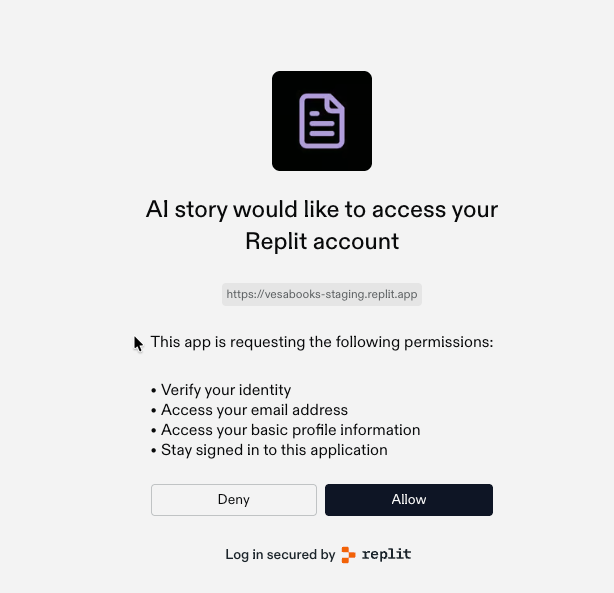 AI story would like to access your
Replit account
https://vesabooks-staging.replit.app
This app is requesting the following permissions:
• Verify your identity
• Access your email address
• Access your basic profile information
• Stay signed in to this application
Deny
Allow
Log in secured by replit